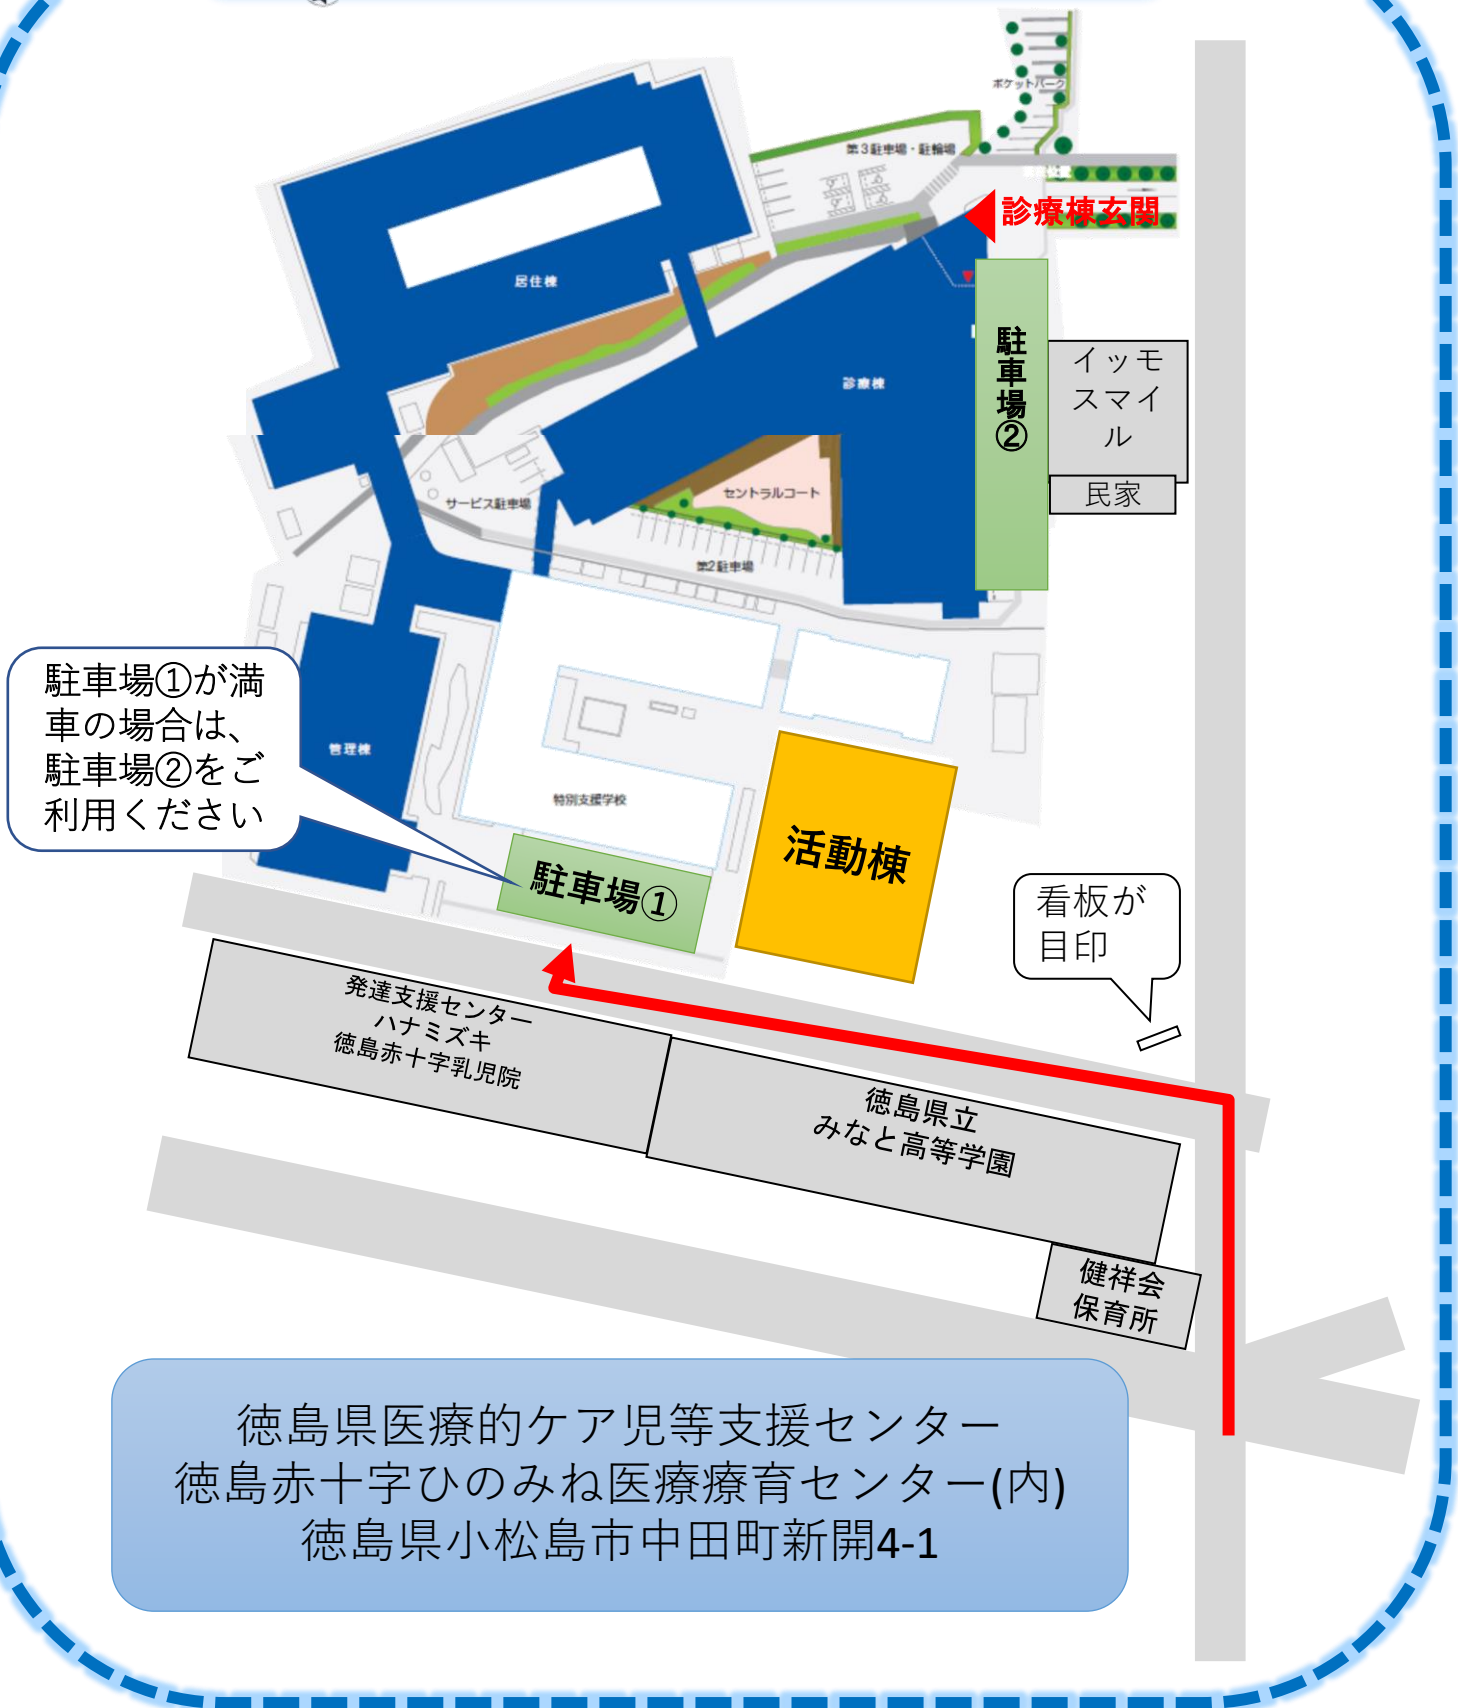 ポケットパーク
第3駐車場・駐輪場
診療棟玄関
居住棟
駐車場②
イッモ
スマイ
ル
診療棟
民家
セントラルコート
サービス駐車場
第2駐車場
駐車場①が満
車の場合は、
駐車場②をご
利用ください
管理棟
特別支援学校
活動棟
駐車場①
看板が
目印
発達支援センター
ハナミズキ
徳島赤十字乳児院
徳島県立
みなと高等学園
健祥会
保育所
徳島県医療的ケア児等支援センター
徳島赤十字ひのみね医療療育センター(内)
徳島県小松島市中田町新開4-1